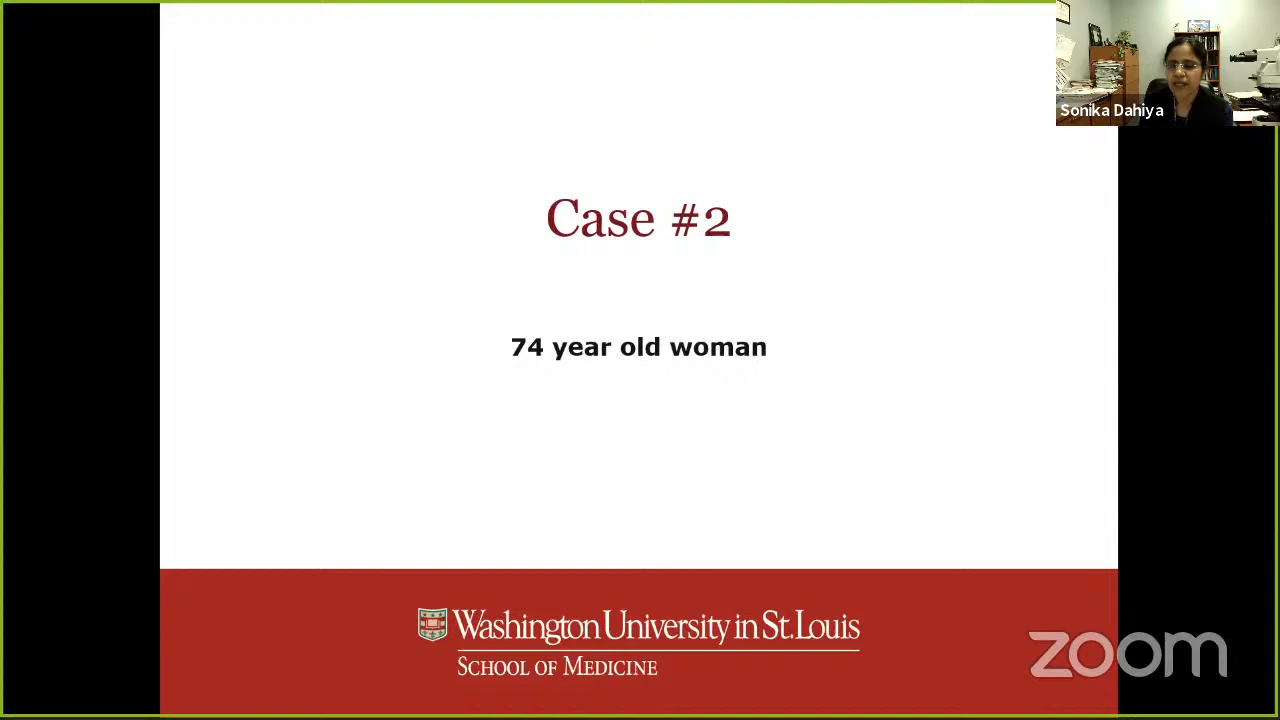 Sonika Dahiya
Case #2
74 year old woman
Washington University in St. Louis
SCHOOL OF MEDICINE
zoom